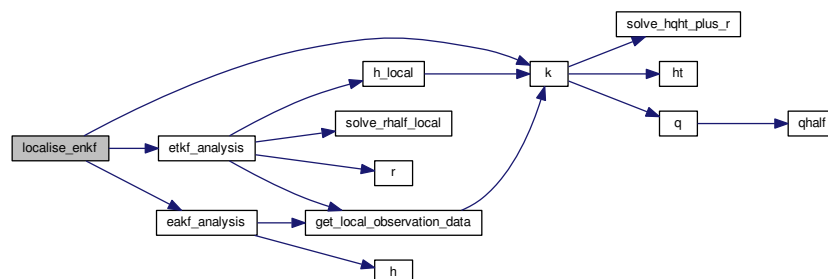 solve_hqht_plus_r
h_local
k
ht
solve_rhalf_local
q
qhalf
localise_enkf
etkf_analysis
r
eakf_analysis
get_local_observation_data
h